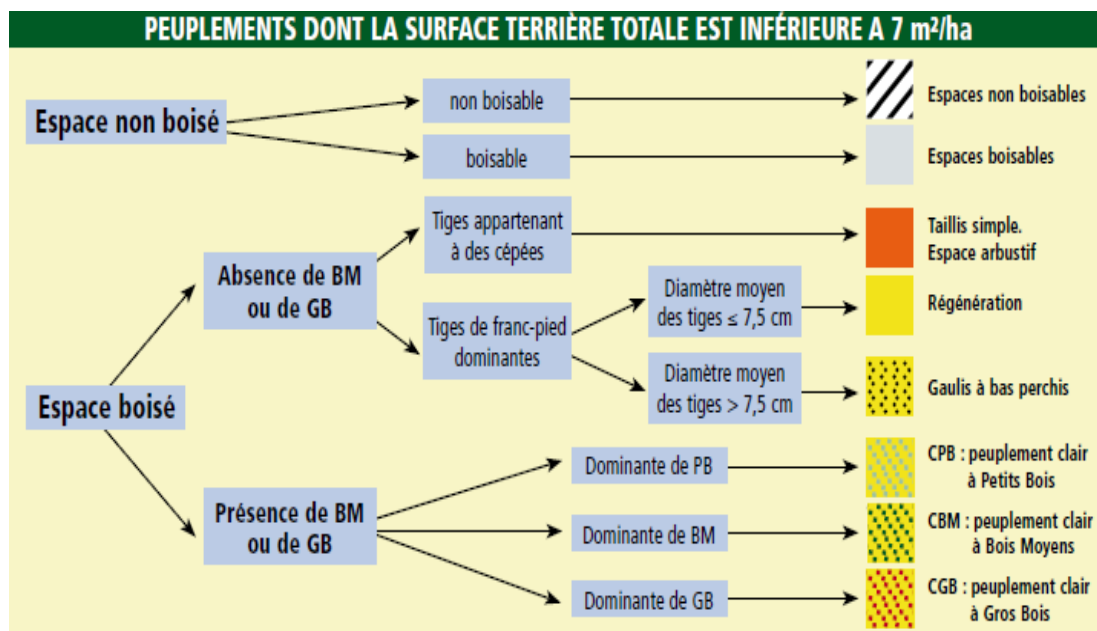 PEUPLEMENTS DONT LA SURFACE TERRIÈRE TOTALE EST INFÉRIEURE A 7 m²/ha
Espace non boisé
non boisable
Espaces non boisables
boisable
Espaces boisables
Espace boisé
Absence de BM
ou de GB
Tiges appartenant
à des cépées
Taillis simple.
Espace arbustif
Tiges de franc-pied
dominantes
Diamètre moyen
des tiges ≤ 7,5 cm
Régénération
Diamètre moyen
des tiges > 7,5 cm
Gaulis à bas perchis
Présence de BM
ou de GB
Dominante de PB
CPB : peuplement clair
à Petits Bois
Dominante de BM
CBM : peuplement clair
à Bois Moyens
Dominante de GB
CGB : peuplement clair
à Gros Bois